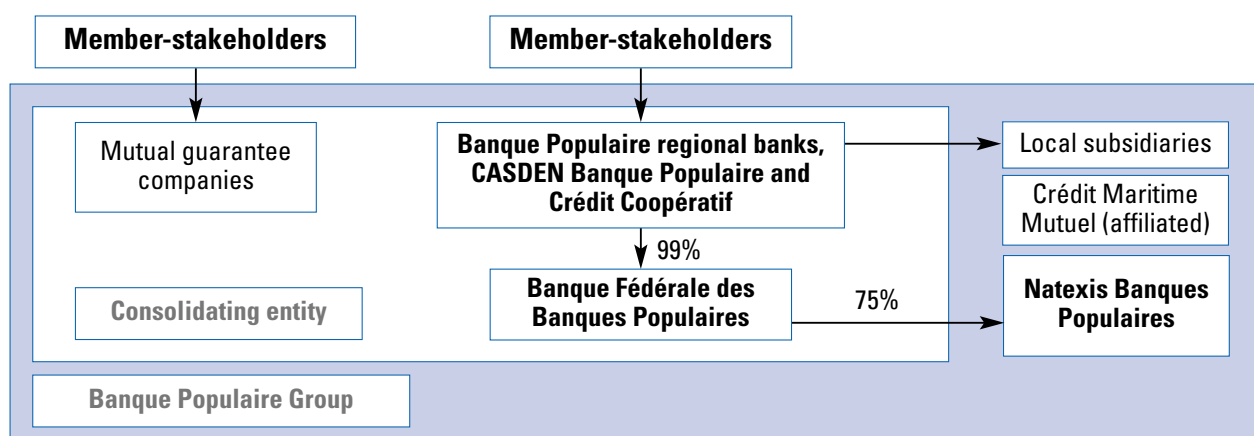 Member-stakeholders
Member-stakeholders
Mutual guarantee
companies
Banque Populaire regional banks,
CASDEN Banque Populaire and
Crédit Coopératif
Local subsidiaries
Crédit Maritime
Mutuel (affiliated)
99%
Consolidating entity
Banque Fédérale des
Banques Populaires
75%
Natexis Banques
Populaires
Banque Populaire Group